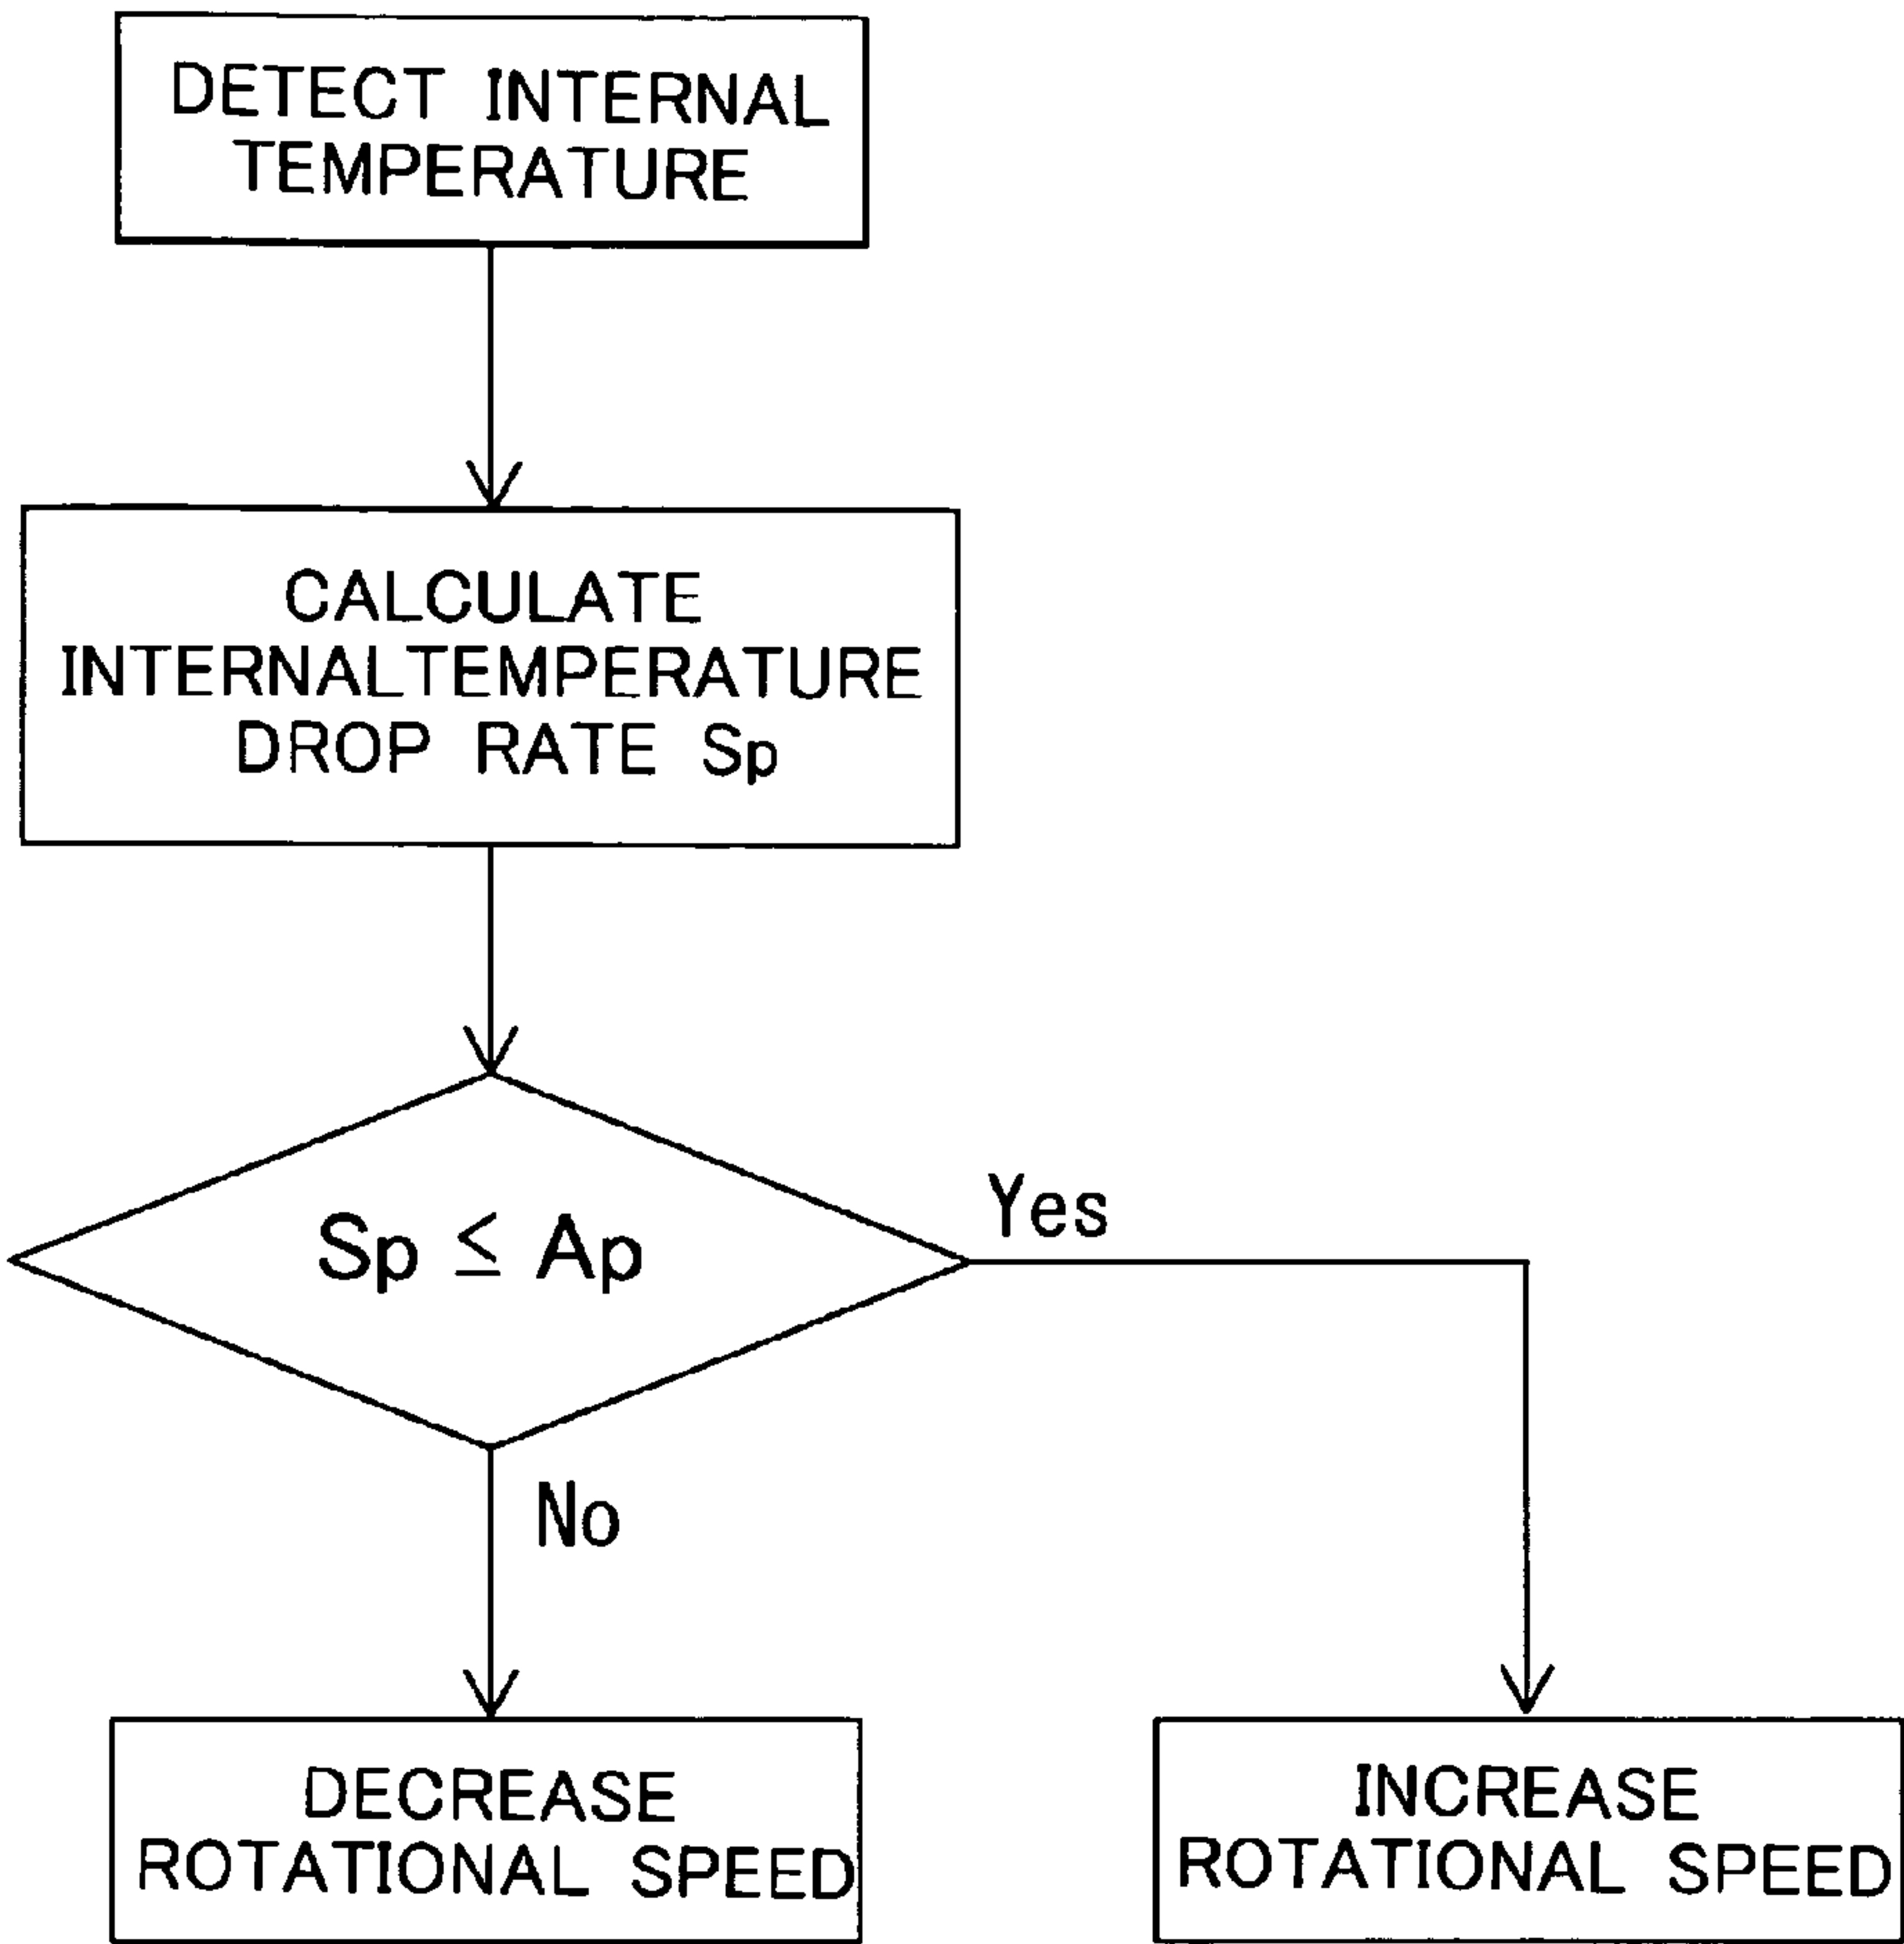 DETECT INTERNAL
TEMPERATURE
CALCULATE
INTERNALTEMPERATURE
DROP RATE Sp
Sp ≤ Ap
Yes
No
DECREASE
ROTATIONAL SPEED
INCREASE
ROTATIONAL SPEED